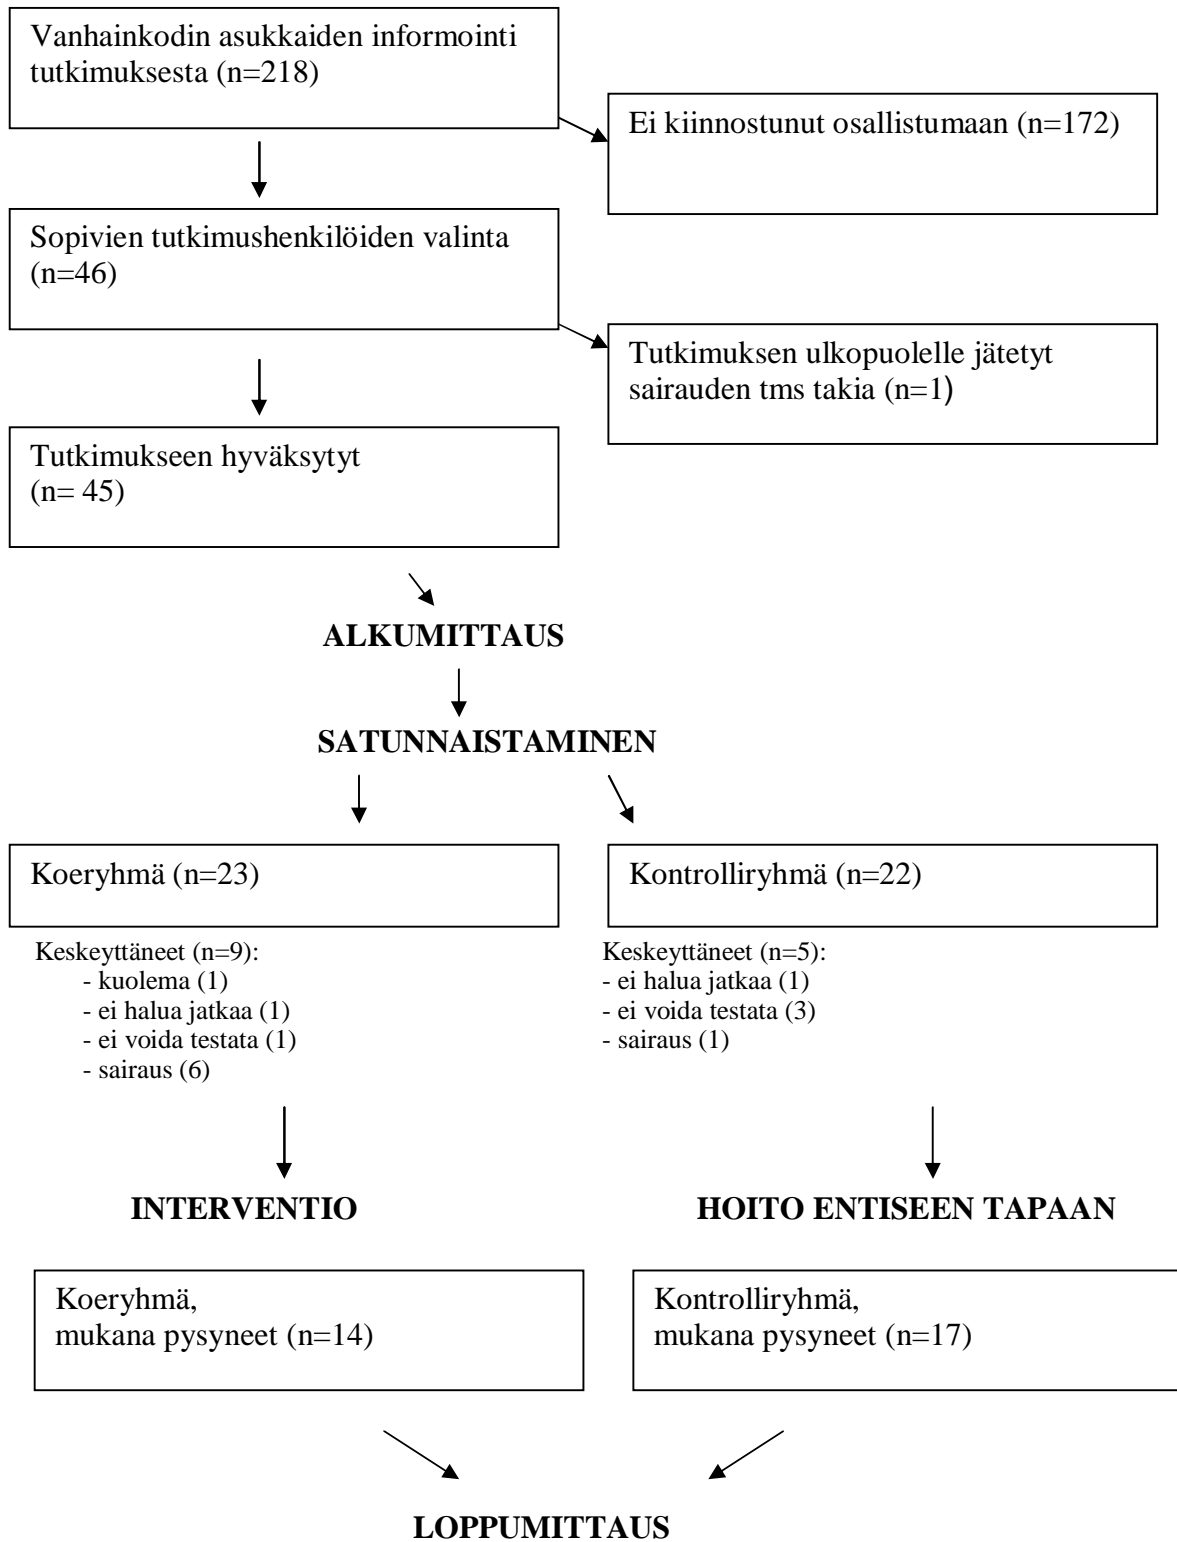 Vanhainkodin asukkaiden informointi
tutkimuksesta (n=218)
Ei kiinnostunut osallistumaan (n=172)
Sopivien tutkimushenkilöiden valinta
(n=46)
Tutkimuksen ulkopuolelle jätetyt
sairauden tms takia (n=1)
Tutkimukseen hyväksytyt
(n= 45)
ALKUMITTAUS
SATUNNAISTAMINEN
Koeryhmä (n=23)
Kontrolliryhmä (n=22)
Keskeyttäneet (n=9):
- kuolema (1)
- ei halua jatkaa (1)
- ei voida testata (1)
- sairaus (6)
Keskeyttäneet (n=5):
- ei halua jatkaa (1)
- ei voida testata (3)
- sairaus (1)
INTERVENTIO
HOITO ENTISEEN TAPAAN
Koeryhmä,
mukana pysyneet (n=14)
Kontrolliryhmä,
mukana pysyneet (n=17)
LOPPUMITTAUS